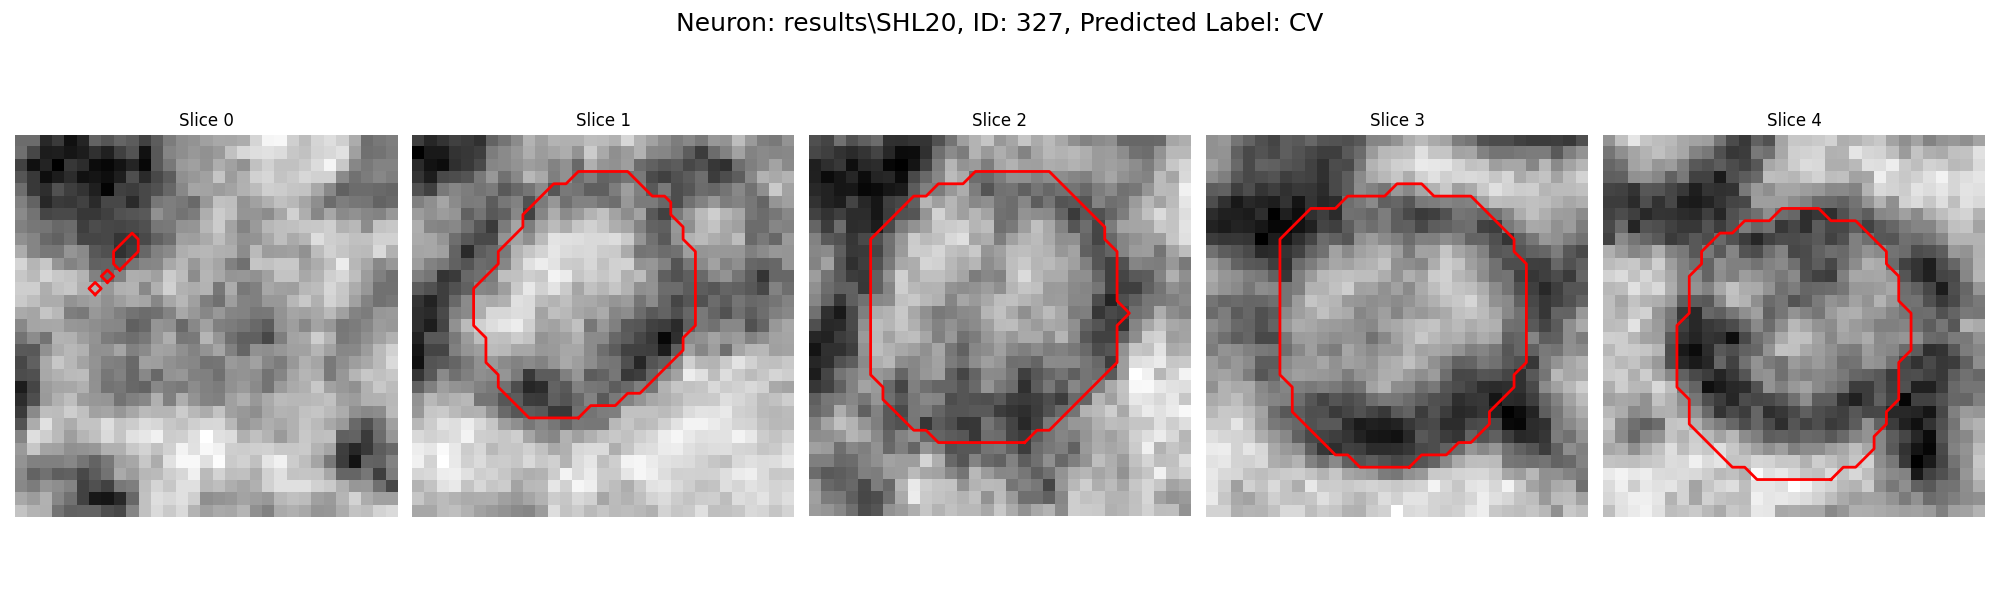 Neuron: results\SHL20, ID: 327, Predicted Label: CV
Slice 0
Slice 1
Slice 2
Slice 3
Slice 4